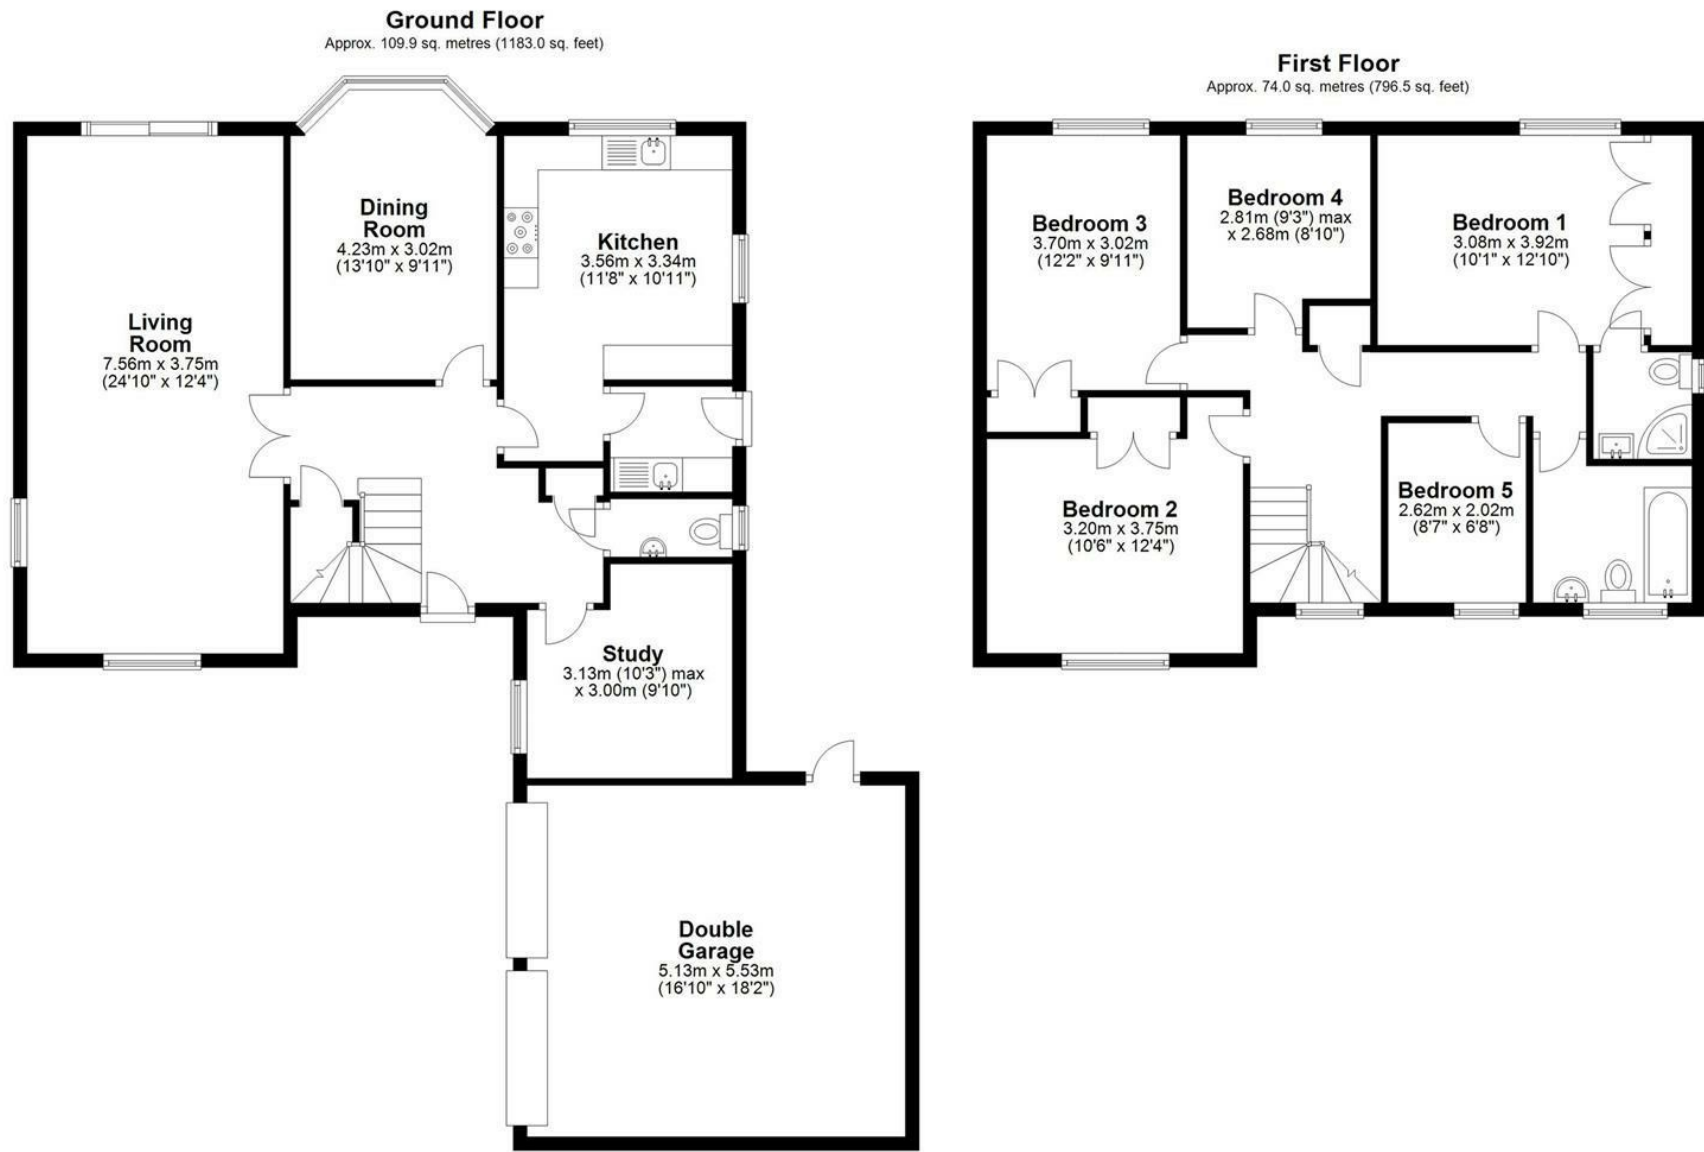 Ground Floor
Approx. 109.9 sq. metres (1183.0 sq. feet)
Dining
Room
4.23m x 3.02m
(13'10" x 9'11")
Kitchen
3.56m x 3.34m
(11'8" x 10'11")
Living
Room
7.56m x 3.75m
(24'10" x 12'4")
Study
3.13m (10'3") max
x 3.00m (9'10")
Double
Garage
5.13m x 5.53m
(16'10" x 18'2")
First Floor
Approx. 74.0 sq. metres (796.5 sq. feet)
Bedroom 3
3.70m x 3.02m
(12'2" x 9'11")
Bedroom 4
2.81m (9'3") max
x 2.68m (8'10")
Bedroom 1
3.08m x 3.92m
(10'1" x 12'10")
Bedroom 2
3.20m x 3.75m
(10'6" x 12'4")
Bedroom 5
2.62m x 2.02m
(8'7" x 6'8")